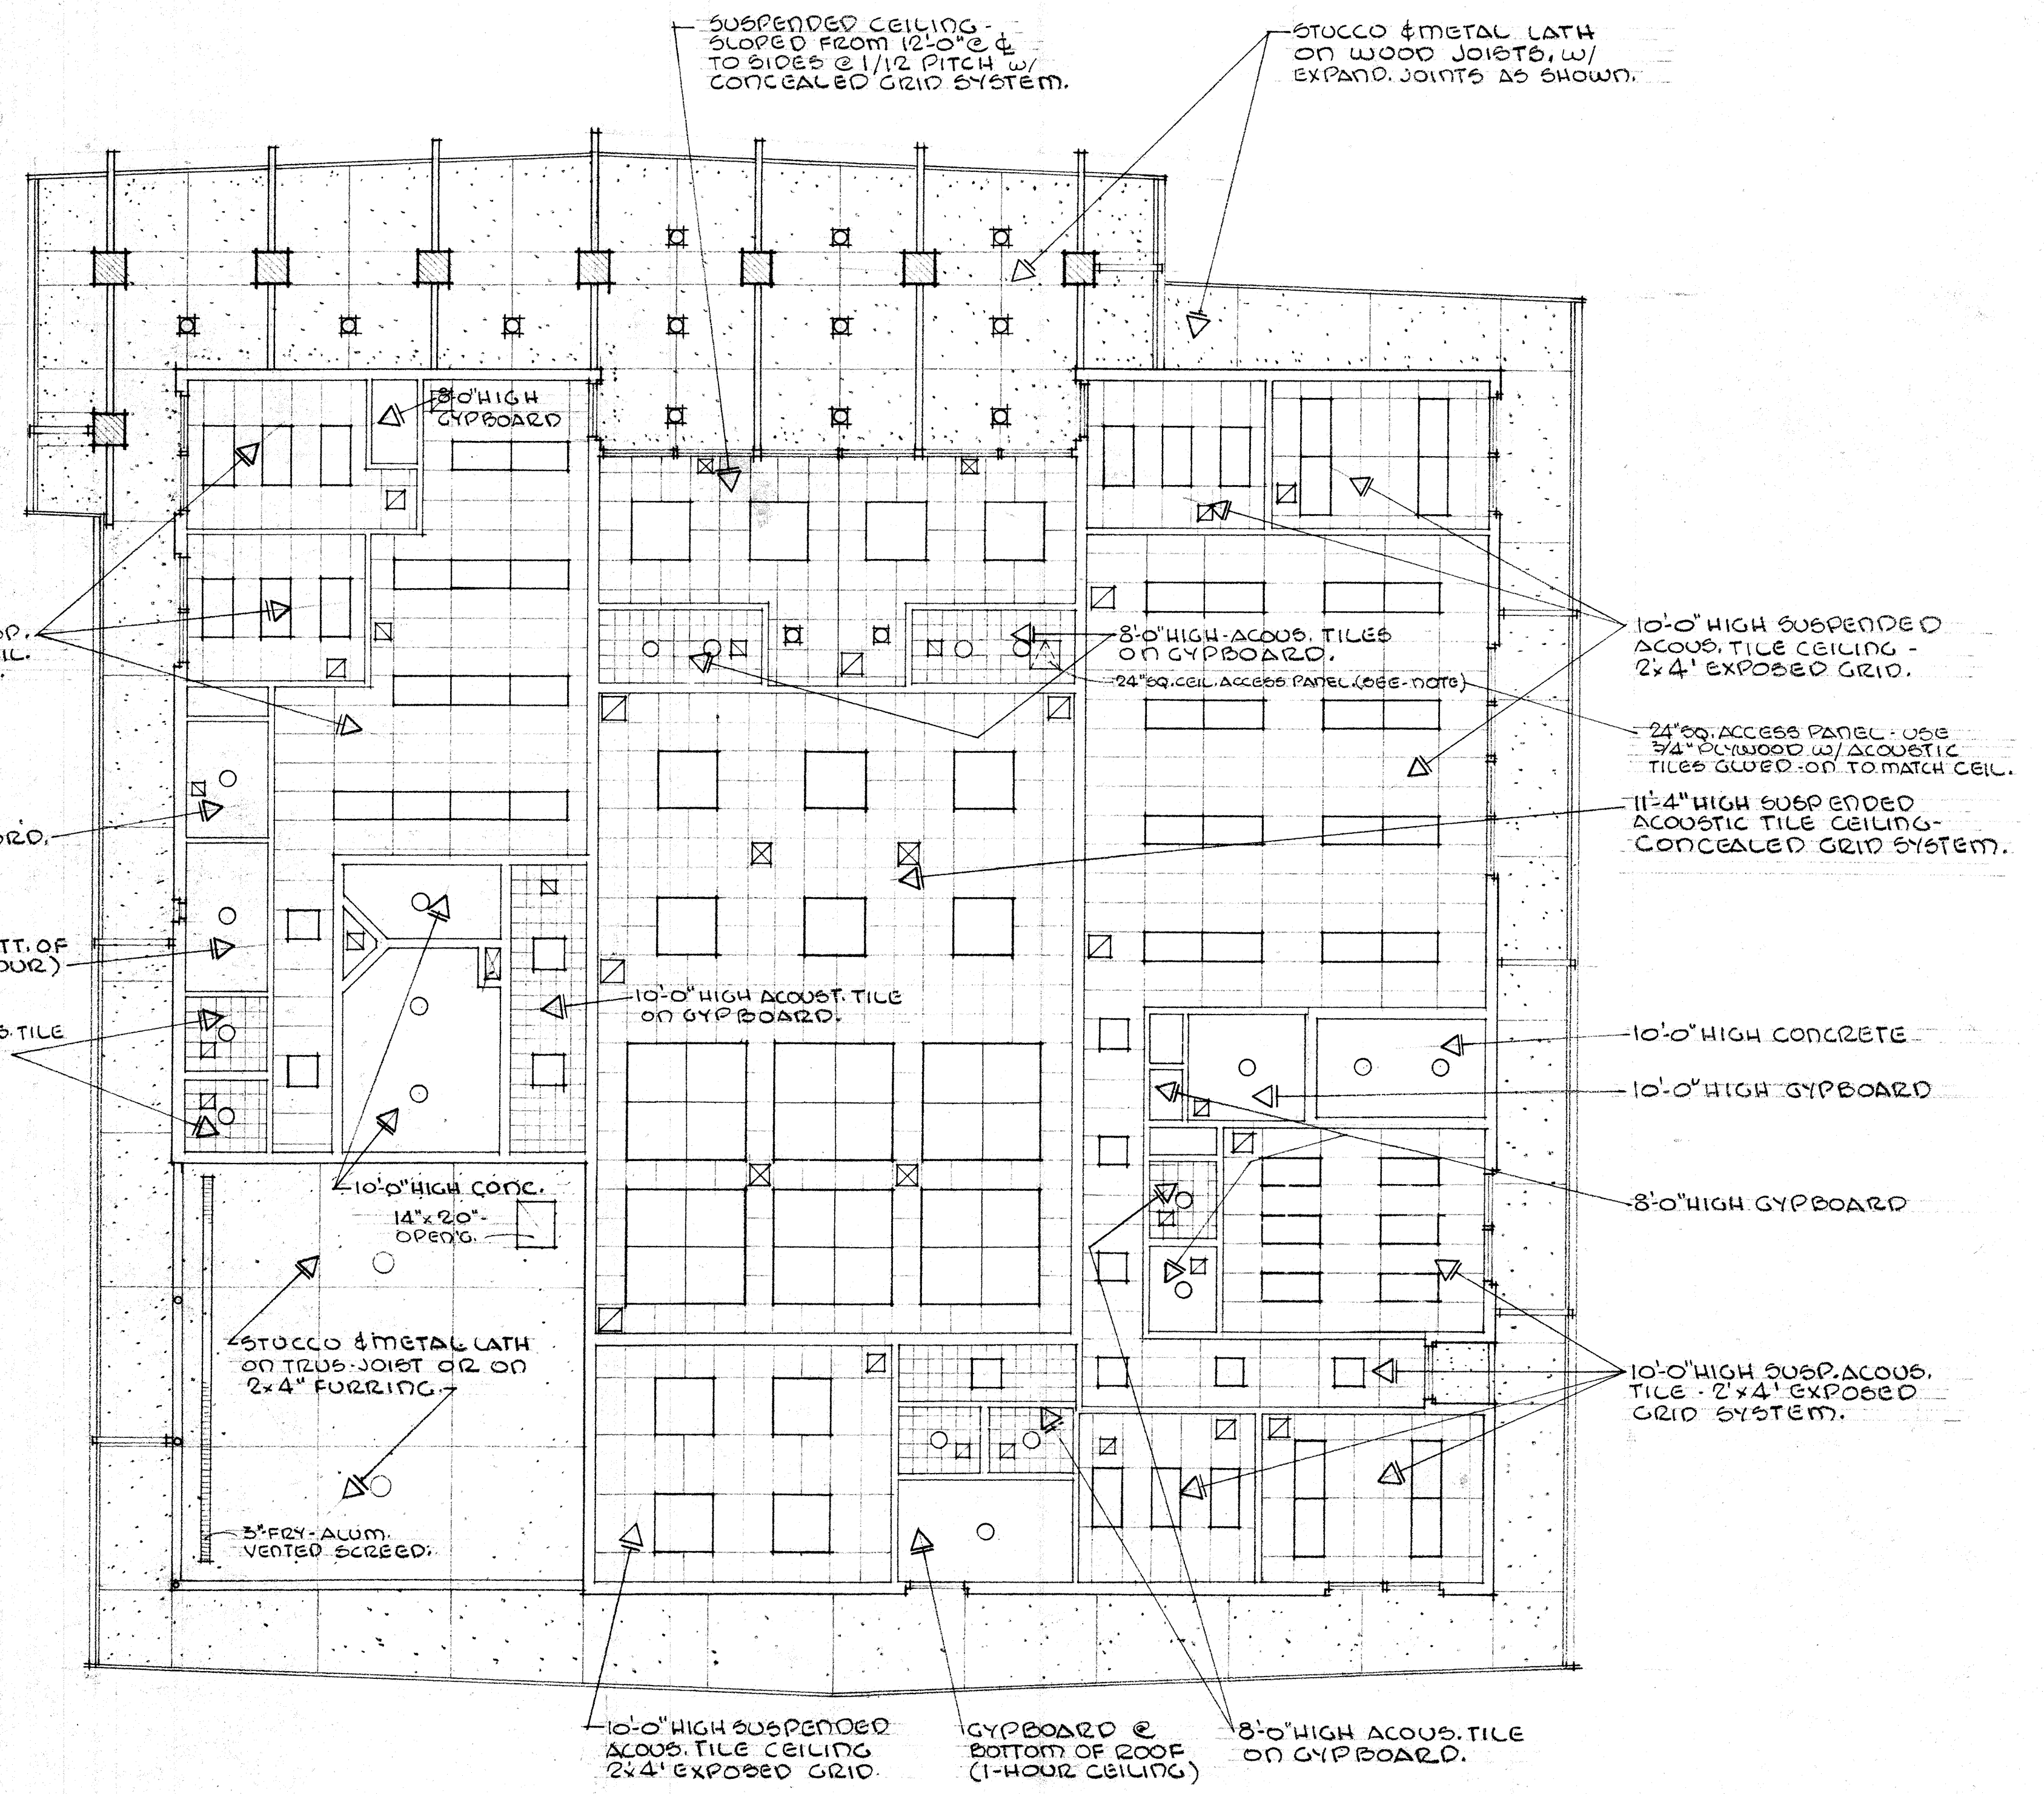 SUSPENDED CEILING -
SLOPED FROM 12'-0" @ ℄
TO SIDES @ 1/12 PITCH W/
CONCEALED GRID SYSTEM.
STUCCO & METAL LATH
ON WOOD JOISTS, W/
EXPAND. JOINTS AS SHOWN.
8'-0" HIGH
GYPBOARD
8'-0" HIGH - ACOUS. TILES
ON GYPBOARD.
24" SQ. CEIL. ACCESS PANEL. (SEE - NOTE)
10'-0" HIGH SUSPENDED
ACOUS. TILE CEILING -
2'x4' EXPOSED GRID.
24" SQ. ACCESS PANEL - USE
3/4" PLYWOOD W/ ACOUSTIC
TILES GLUED - ON TO MATCH CEIL.
11'-4" HIGH SUSPENDED
ACOUSTIC TILE CEILING -
CONCEALED GRID SYSTEM.
P.
IL.
RD.
TT. OF
OUR)
S. TILE
10'-0" HIGH ACOUST. TILE
ON GYPBOARD.
10'-0" HIGH CONCRETE
10'-0" HIGH GYPBOARD
8'-0" HIGH GYPBOARD
10'-0" HIGH CONC.
14" x 20" -
OPEN'G.
STUCCO & METAL LATH
ON TRUS-JOIST OR ON
2x4" FURRING.
3" FRY - ALUM.
VENTED SCREED.
10'-0" HIGH SUSP. ACOUS.
TILE - 2'x4' EXPOSED
GRID SYSTEM.
10'-0" HIGH SUSPENDED
ACOUS. TILE CEILING
2'x4' EXPOSED GRID.
GYPBOARD @
BOTTOM OF ROOF
(1-HOUR CEILING)
8'-0" HIGH ACOUS. TILE
ON GYPBOARD.